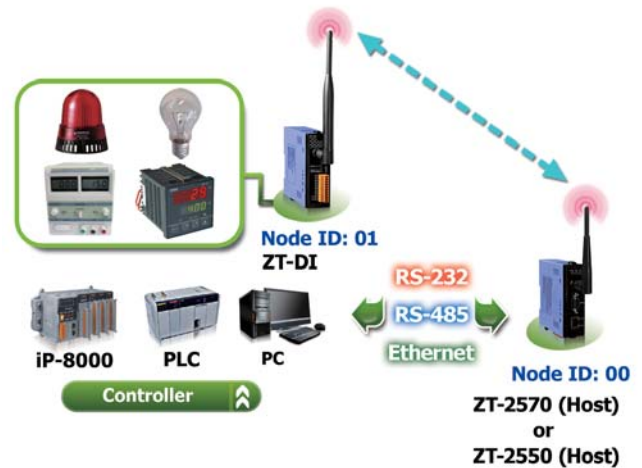 Node ID: 01
ZT-DI
RS-232
RS-485
Ethernet
iP-8000
PLC
PC
Controller
Node ID: 00
ZT-2570 (Host)
or
ZT-2550 (Host)